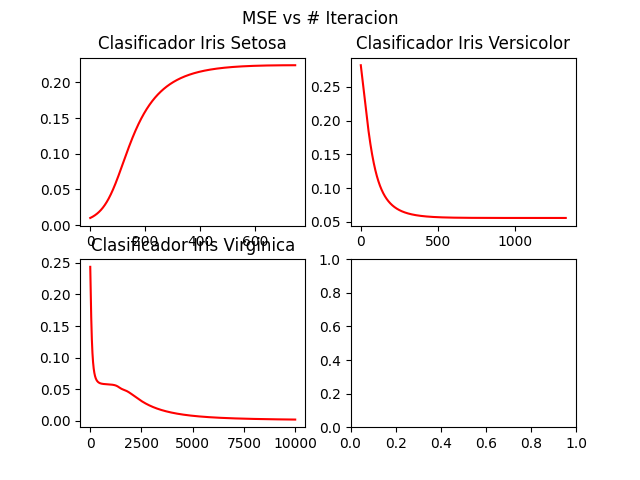 MSE vs # Iteracion
Clasificador Iris Setosa
0.20
0.15
0.10
0.05
0.00
0 200 400 600
Clasificador Iris Versicolor
0.25
0.20
0.15
0.10
0.05
0 500 1000
Clasificador Iris Virginica
0.25
0.20
0.15
0.10
0.05
0.00
0 2500 5000 7500 10000
1.0
0.8
0.6
0.4
0.2
0.0
0.0 0.2 0.4 0.6 0.8 1.0